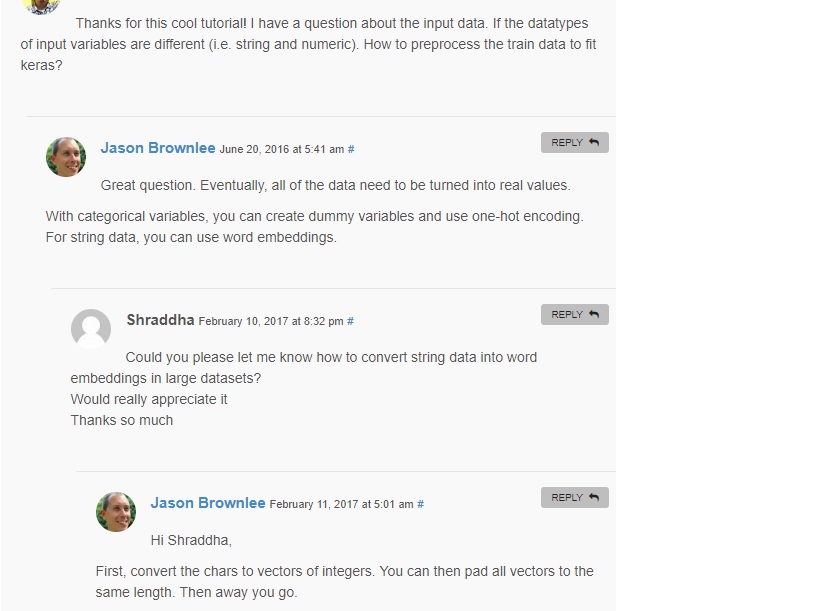 Thanks for this cool tutorial! I have a question about the input data. If the datatypes
of input variables are different (i.e. string and numeric). How to preprocess the train data to fit
keras?
Jason Brownlee June 20, 2016 at 5:41 am #
REPLY
Great question. Eventually, all of the data need to be turned into real values.
With categorical variables, you can create dummy variables and use one-hot encoding.
For string data, you can use word embeddings.
Shraddha February 10, 2017 at 8:32 pm #
REPLY
Could you please let me know how to convert string data into word
embeddings in large datasets?
Would really appreciate it
Thanks so much
Jason Brownlee February 11, 2017 at 5:01 am #
REPLY
Hi Shraddha,
First, convert the chars to vectors of integers. You can then pad all vectors to the
same length. Then away you go.